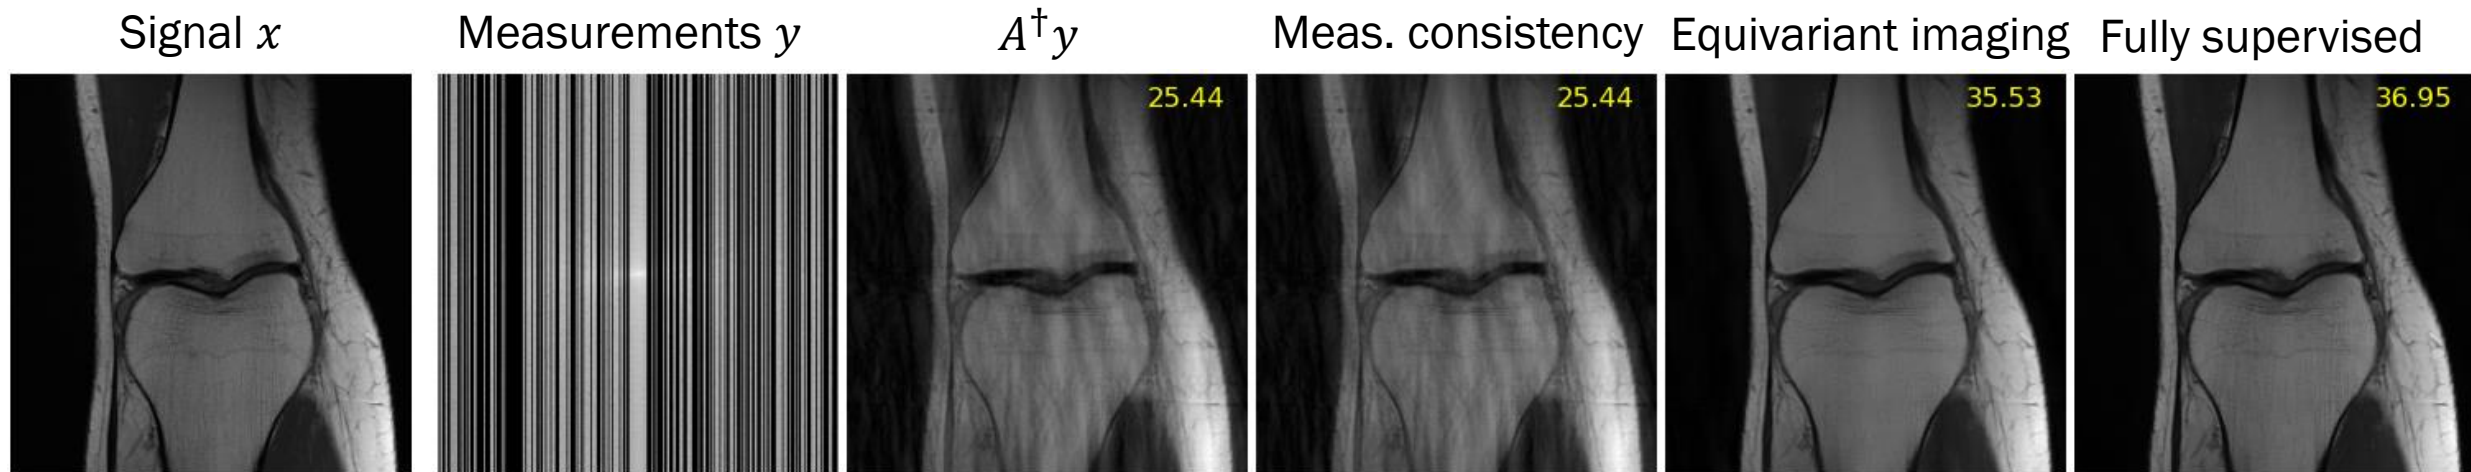 Signal x
Measurements y
A†y
Meas. consistency
Equivariant imaging
Fully supervised
25.44
25.44
35.53
36.95